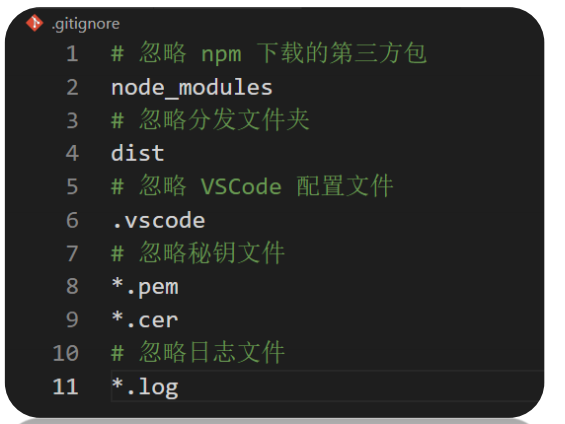 .gitignore
1 # 忽略 npm 下载的第三方包
2 node_modules
3 # 忽略分发文件夹
4 dist
5 # 忽略 VSCode 配置文件
6 .vscode
7 # 忽略秘钥文件
8 *.pem
9 *.cer
10 # 忽略日志文件
11 *.log